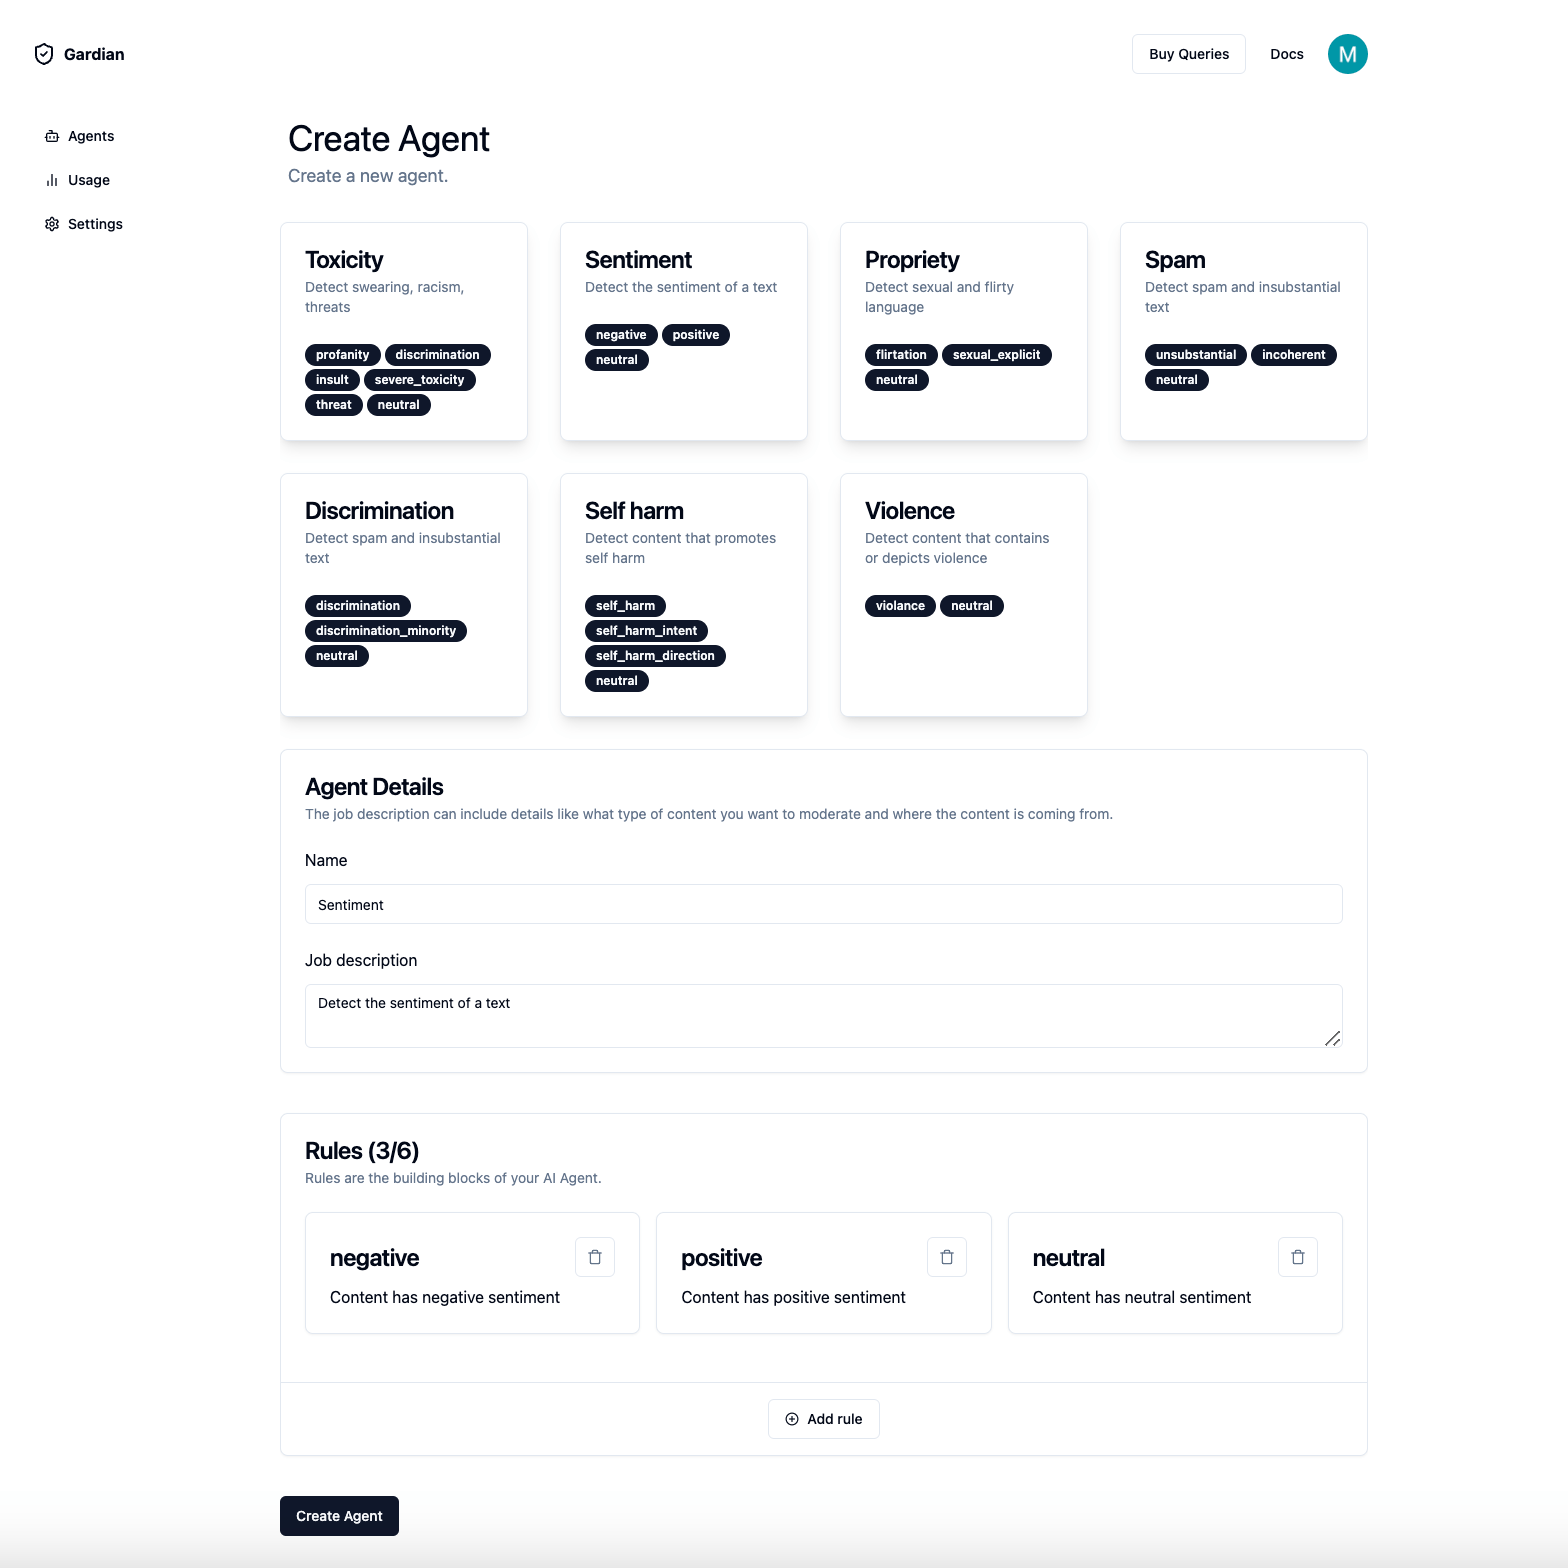 Gardian
Buy Queries
Docs
M
Agents
Usage
Settings
Create Agent
Create a new agent.
Toxicity
Detect swearing, racism,
threats
profanity discrimination
insult severe_toxicity
threat neutral
Sentiment
Detect the sentiment of a text
negative positive
neutral
Propriety
Detect sexual and flirty
language
flirtation sexual_explicit
neutral
Spam
Detect spam and insubstantial
text
unsubstantial incoherent
neutral
Discrimination
Detect spam and insubstantial
text
discrimination
discrimination_minority
neutral
Self harm
Detect content that promotes
self harm
self_harm
self_harm_intent
self_harm_direction
neutral
Violence
Detect content that contains
or depicts violence
violance neutral
Agent Details
The job description can include details like what type of content you want to moderate and where the content is coming from.
Name
Sentiment
Job description
Detect the sentiment of a text
Rules (3/6)
Rules are the building blocks of your AI Agent.
negative
Content has negative sentiment
positive
Content has positive sentiment
neutral
Content has neutral sentiment
Add rule
Create Agent